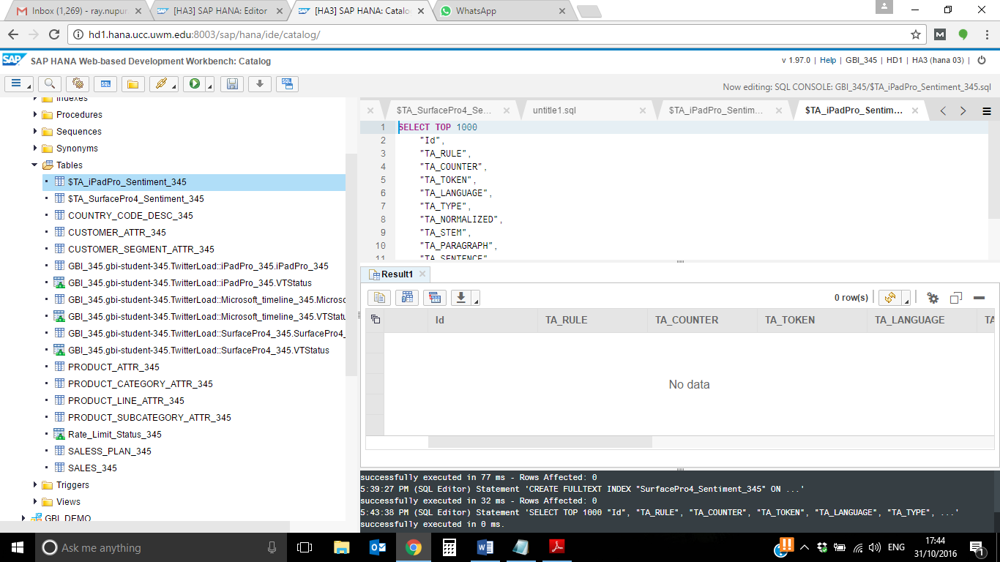 Inbox (1,269) - ray.nupur
[HA3] SAP HANA: Editor
[HA3] SAP HANA: Catalo
WhatsApp
hd1.hana.ucc.uwm.edu:8003/sap/hana/ide/catalog/
SAP SAP HANA Web-based Development Workbench: Catalog
v 1.97.0 | Help | GBI_345 | HD1 | HA3 (hana 03) |
SQL
SQL
Now editing: SQL CONSOLE: GBI_345/$TA_iPadPro_Sentiment_345.sql
Indexes
Procedures
Sequences
Synonyms
Tables
$TA_iPadPro_Sentiment_345
$TA_SurfacePro4_Sentiment_345
COUNTRY_CODE_DESC_345
CUSTOMER_ATTR_345
CUSTOMER_SEGMENT_ATTR_345
GBI_345.gbi-student-345.TwitterLoad::iPadPro_345.iPadPro_345
GBI_345.gbi-student-345.TwitterLoad::iPadPro_345.VTStatus
GBI_345.gbi-student-345.TwitterLoad::Microsoft_timeline_345.Microso
GBI_345.gbi-student-345.TwitterLoad::Microsoft_timeline_345.VTStatu
GBI_345.gbi-student-345.TwitterLoad::SurfacePro4_345.SurfacePro4_
GBI_345.gbi-student-345.TwitterLoad::SurfacePro4_345.VTStatus
PRODUCT_ATTR_345
PRODUCT_CATEGORY_ATTR_345
PRODUCT_LINE_ATTR_345
PRODUCT_SUBCATEGORY_ATTR_345
Rate_Limit_Status_345
SALESS_PLAN_345
SALES_345
Triggers
Views
GBI_DEMO
$TA_SurfacePro4_Se...
untitle1.sql
$TA_iPadPro_Sentim...
$TA_iPadPro_Sentim...
1 SELECT TOP 1000
2 "Id",
3 "TA_RULE",
4 "TA_COUNTER",
5 "TA_TOKEN",
6 "TA_LANGUAGE",
7 "TA_TYPE",
8 "TA_NORMALIZED",
9 "TA_STEM",
10 "TA_PARAGRAPH",
11 "TA_SENTENCE"
Result1
0 row(s)
Id TA_RULE TA_COUNTER TA_TOKEN TA_LANGUAGE TA
No data
successfully executed in 77 ms - Rows Affected: 0
5:39:27 PM (SQL Editor) Statement 'CREATE FULLTEXT INDEX "SurfacePro4_Sentiment_345" ON ...'
successfully executed in 32 ms - Rows Affected: 0
5:43:38 PM (SQL Editor) Statement 'SELECT TOP 1000 "Id", "TA_RULE", "TA_COUNTER", "TA_TOKEN", "TA_LANGUAGE", "TA_TYPE", ...'
successfully executed in 0 ms.
Ask me anything
ENG
17:44
31/10/2016
1